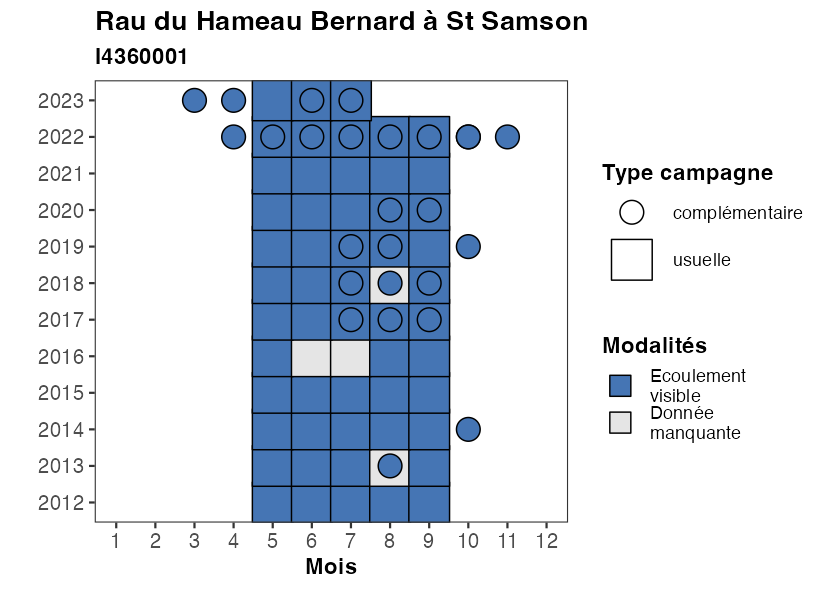 Rau du Hameau Bernard à St Samson
I4360001
2023
2022
2021
2020
2019
2018
2017
2016
2015
2014
2013
2012
1 2 3 4 5 6 7 8 9 10 11 12
Mois
Type campagne
complémentaire
usuelle
Modalités
Ecoulement
visible
Donnée
manquante